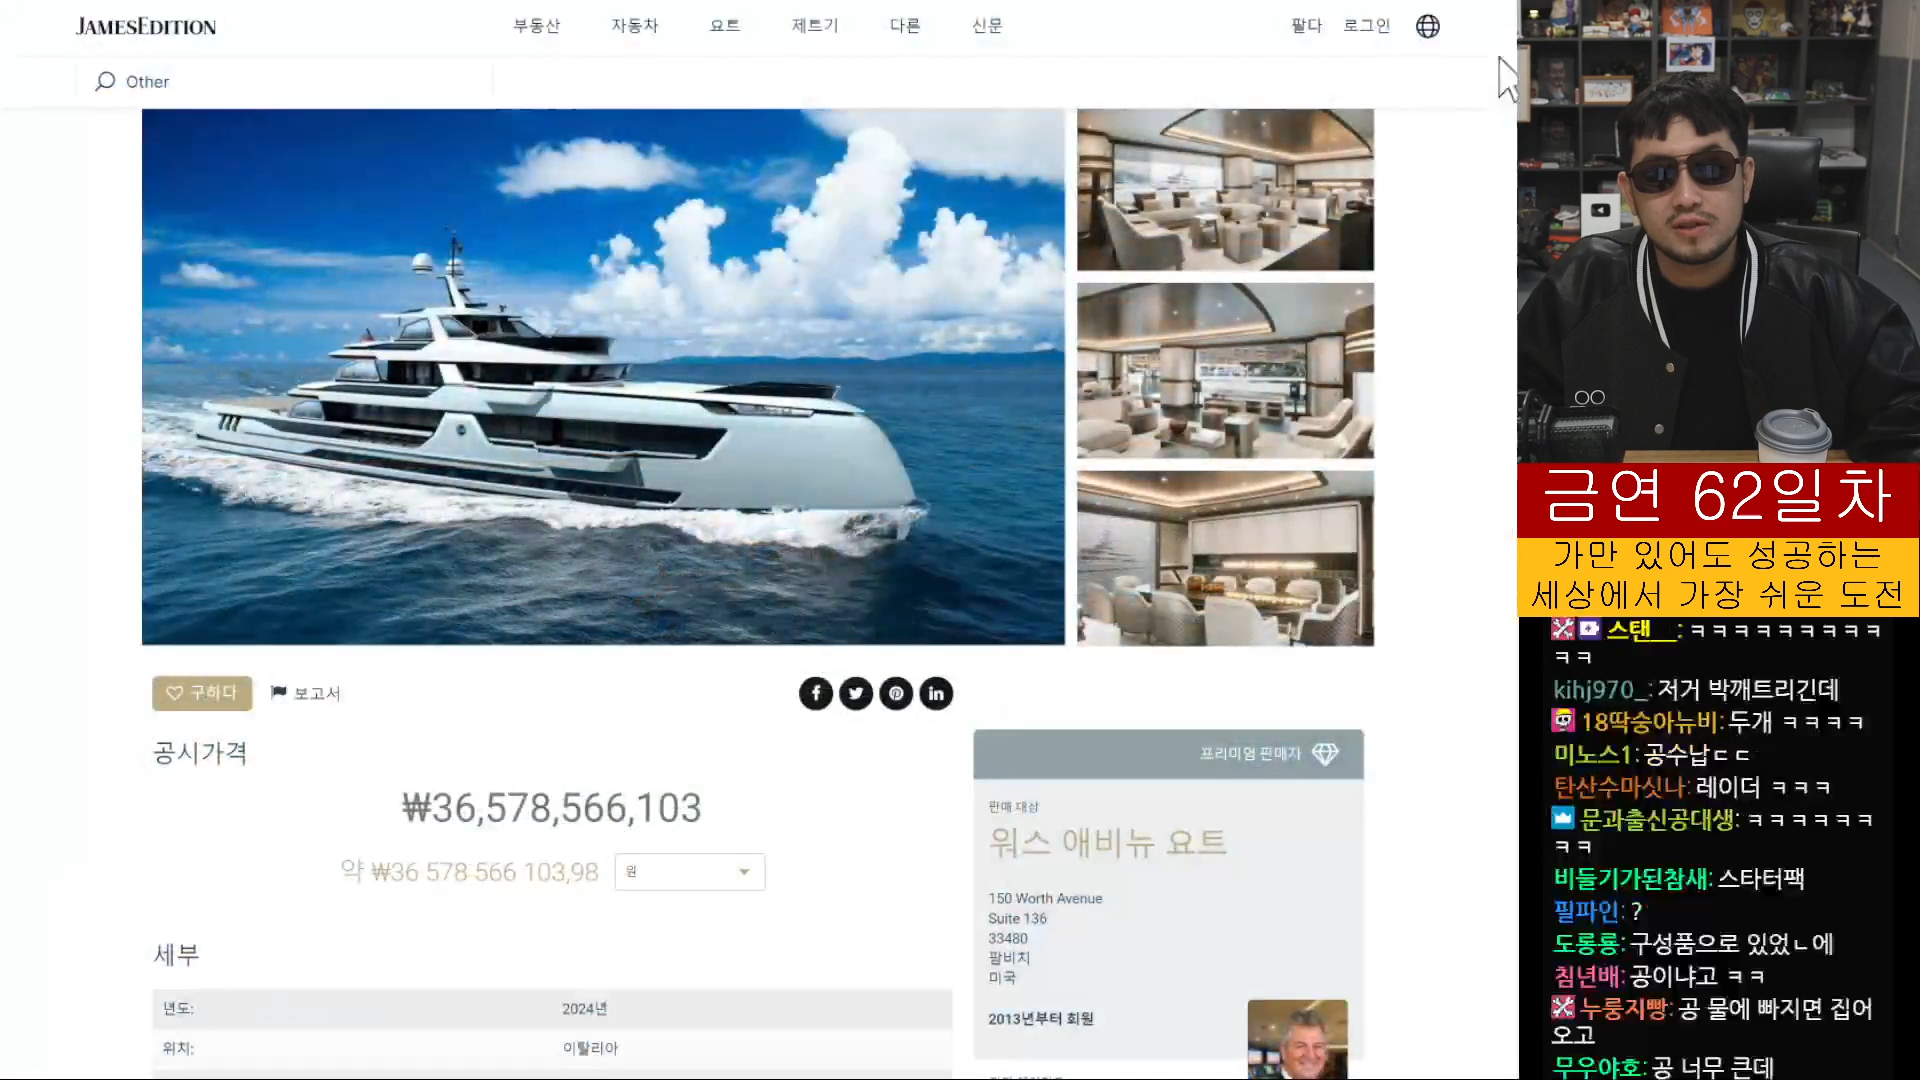 JAMESEDITION
부동산
자동차
요트
제트기
다른
신문
팔다
로그인
Other
구하다
보고서
공시가격
₩36,578,566,103
약 ₩36 578 566 103,98
원
세부
년도: 2024년
위치: 이탈리아
프리미엄 판매자
판매 대상
워스 애비뉴 요트
150 Worth Avenue
Suite 136
33480
팜비치
미국
2013년부터 회원
금연 62일차
가만 있어도 성공하는
세상에서 가장 쉬운 도전
스탠__: ㅋㅋㅋㅋㅋㅋㅋㅋㅋ
ㅋㅋ
kihj970_: 저거 박깨트리긴데
18딱숭아뉴비: 두개 ㅋㅋㅋㅋ
미노스1: 공수납ㄷㄷ
탄산수마싯나: 레이더 ㅋㅋㅋ
문과출신공대생: ㅋㅋㅋㅋㅋㅋ
ㅋㅋ
비들기가된참새: 스타터팩
필파인: ?
도롱룡: 구성품으로 있었ㄴ에
침년배: 공이냐고 ㅋㅋ
누룽지빵: 공 물에 빠지면 집어
오고
무우야호: 공 너무 큰데